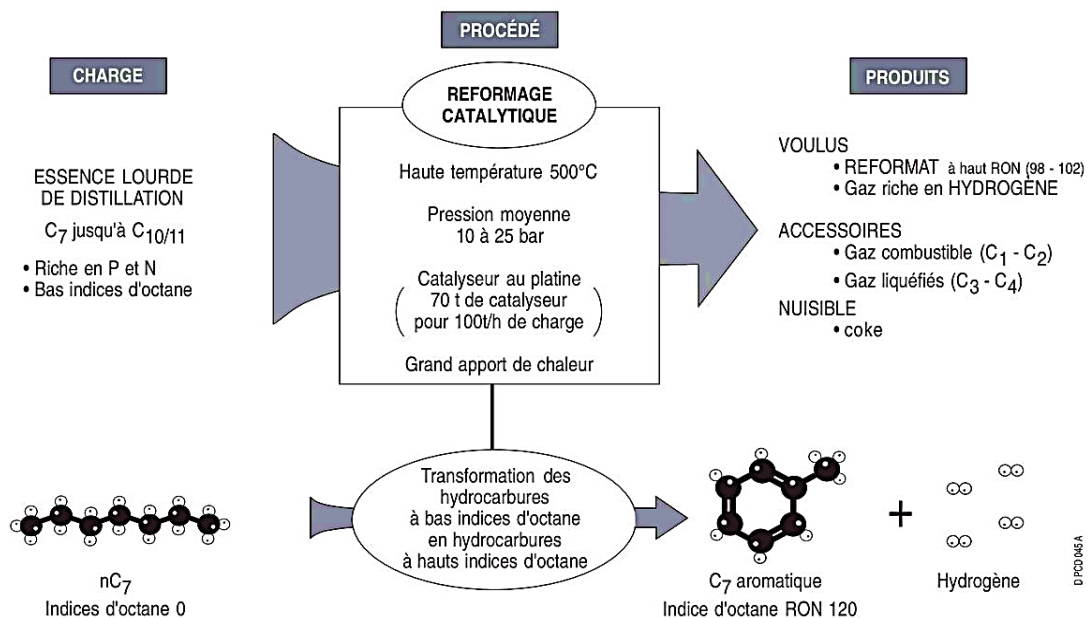 PROCÉDÉ
CHARGE
PRODUITS
ESSENCE LOURDE
DE DISTILLATION
C7 jusqu'à C10/11
• Riche en P et N
• Bas indices d'octane
REFORMAGE
CATALYTIQUE
Haute température 500°C
Pression moyenne
10 à 25 bar
Catalyseur au platine
( 70 t de catalyseur
pour 100t/h de charge )
Grand apport de chaleur
VOULUS
• REFORMAT à haut RON (98 - 102)
• Gaz riche en HYDROGÈNE
ACCESSOIRES
• Gaz combustible (C1 - C2)
• Gaz liquéfiés (C3 - C4)
NUISIBLE
• coke
Transformation des
hydrocarbures
à bas indices d'octane
en hydrocarbures
à hauts indices d'octane
+
nC7
Indices d'octane 0
C7 aromatique
Indice d'octane RON 120
Hydrogène
D PCD 045 A